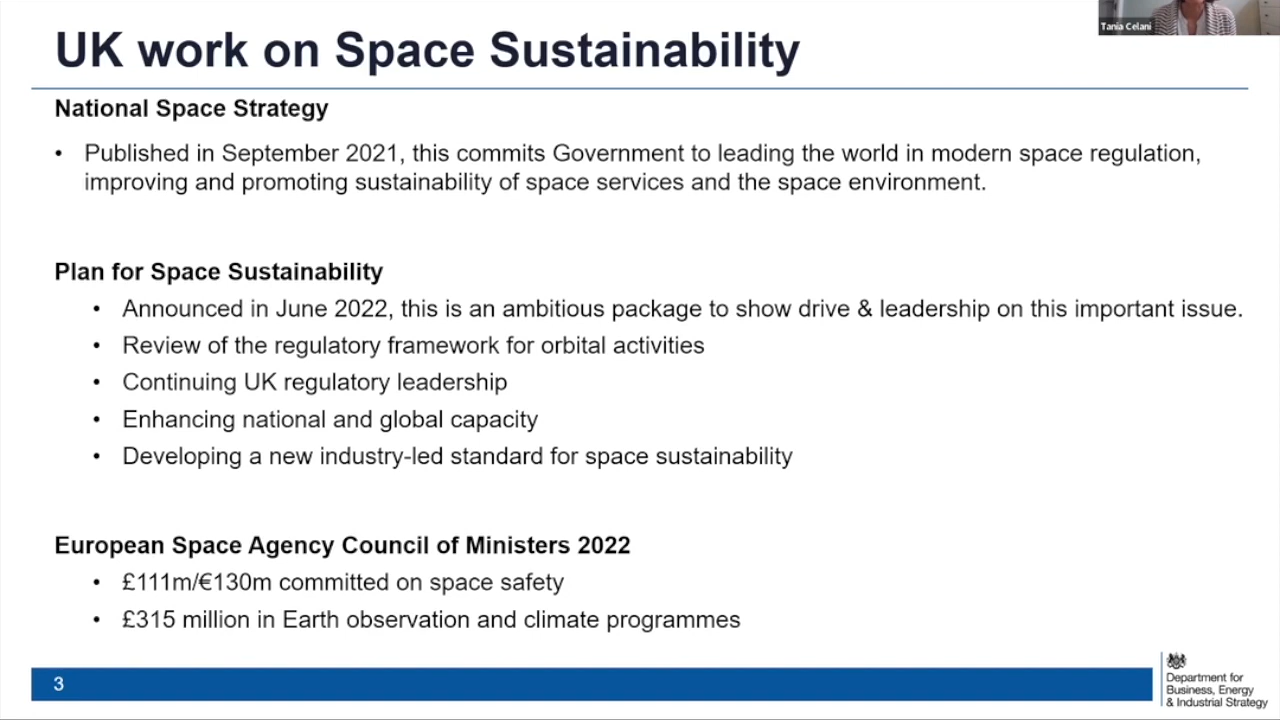 Tania Celani
UK work on Space Sustainability
National Space Strategy
• Published in September 2021, this commits Government to leading the world in modern space regulation,
improving and promoting sustainability of space services and the space environment.
Plan for Space Sustainability
• Announced in June 2022, this is an ambitious package to show drive & leadership on this important issue.
• Review of the regulatory framework for orbital activities
• Continuing UK regulatory leadership
• Enhancing national and global capacity
• Developing a new industry-led standard for space sustainability
European Space Agency Council of Ministers 2022
• £111m/€130m committed on space safety
• £315 million in Earth observation and climate programmes
3
Department for
Business, Energy
& Industrial Strategy